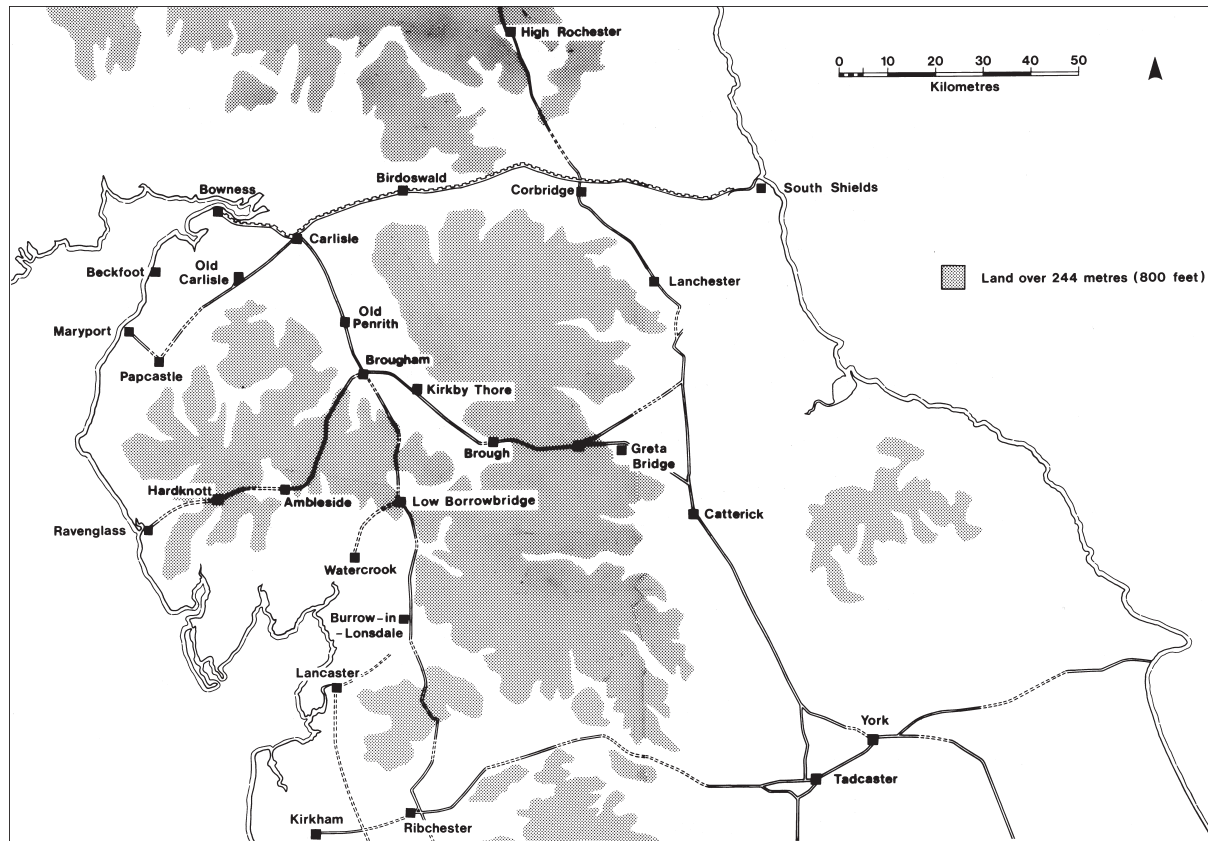 High Rochester
0 10 20 30 40 50
Kilometres
Birdoswald
Bowness
Corbridge
South Shields
Carlisle
Beckfoot
Old
Carlisle
Lanchester
Land over 244 metres (800 feet)
Maryport
Old
Penrith
Papcastle
Brougham
Kirkby Thore
Brough
Greta
Bridge
Hardknott
Ambleside
Low Borrowbridge
Catterick
Ravenglass
Watercrook
Burrow-in
-Lonsdale
Lancaster
York
Tadcaster
Kirkham
Ribchester